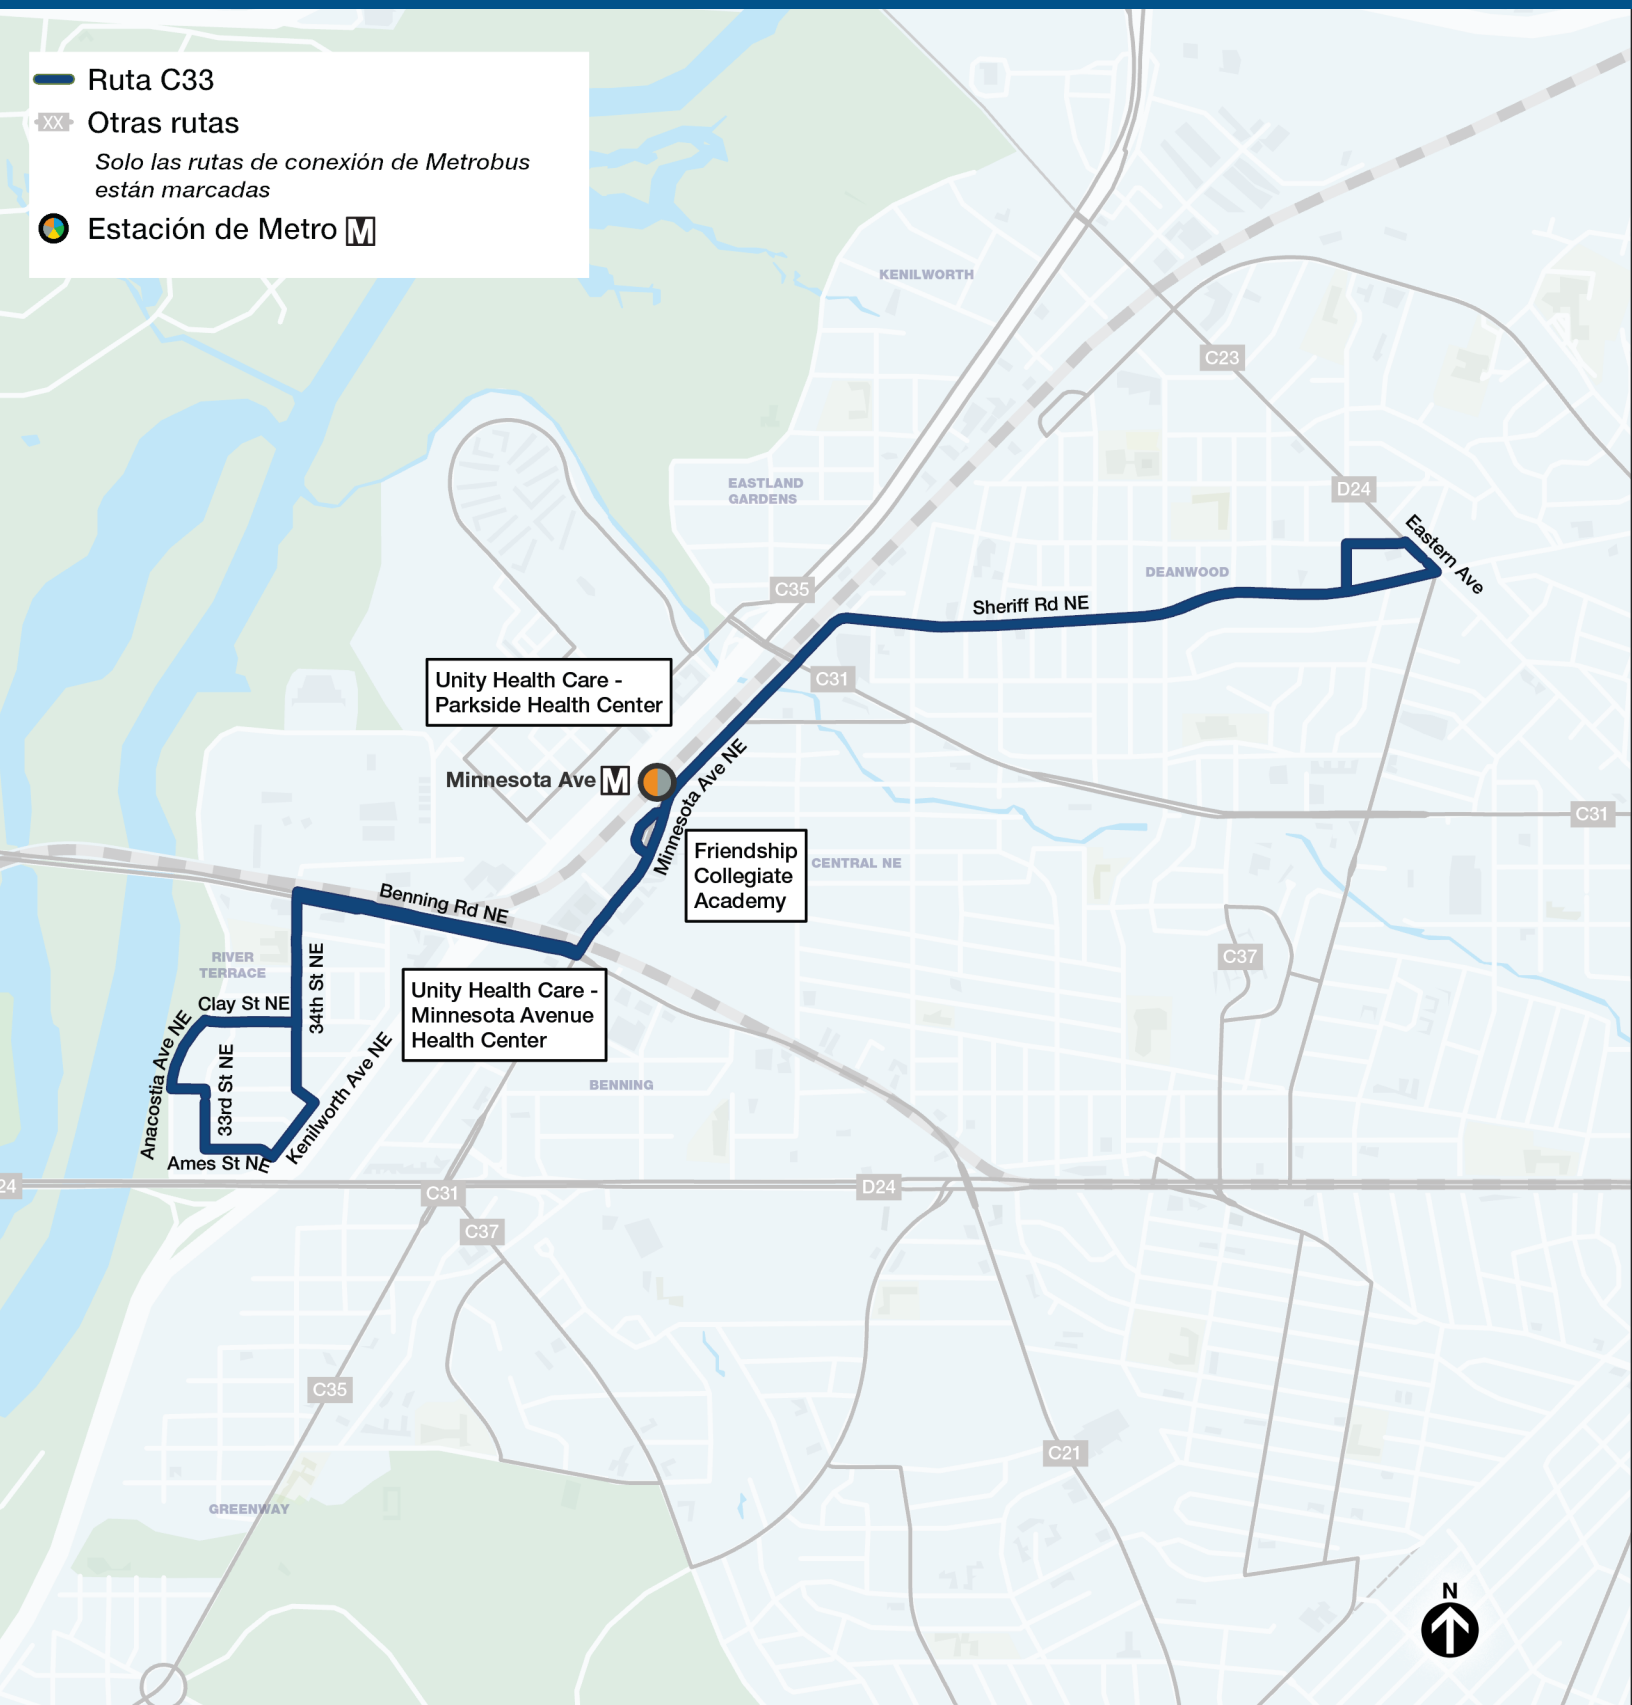 Ruta C33
XX
Otras rutas
Solo las rutas de conexión de Metrobus
están marcadas
Estación de Metro M
KENILWORTH
C23
EASTLAND
GARDENS
D24
Eastern Ave
C35
DEANWOOD
Sheriff Rd NE
Unity Health Care -
Parkside Health Center
C31
Minnesota Ave M
Minnesota Ave NE
C31
Friendship
Collegiate
Academy
CENTRAL NE
Benning Rd NE
RIVER
TERRACE
34th St NE
C37
Clay St NE
Unity Health Care -
Minnesota Avenue
Health Center
Anacostia Ave NE
33rd St NE
Kenilworth Ave NE
BENNING
Ames St NE
24
C31
D24
C37
C35
C21
GREENWAY
N